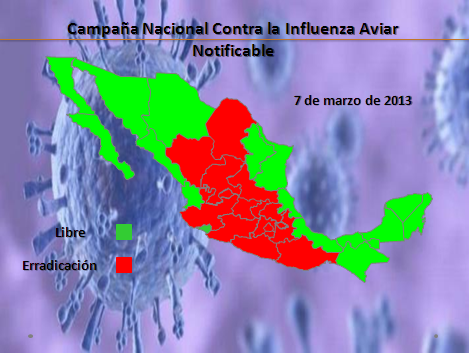 Campaña Nacional Contra la Influenza Aviar
Notificable
7 de marzo de 2013
Libre
Erradicación